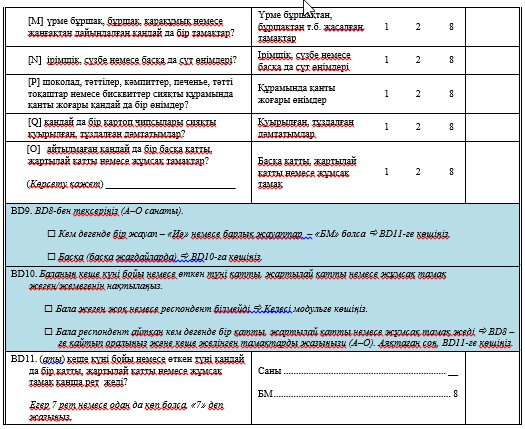 [M] үрме бұршақ, бұршақ, қарақұмық немесе
жаңғақтан дайындалған қандай да бір тамақтар?
Үрме бұршақтан,
бұршақтан т.б. жасалған
тамақтар
1 2 8
[N] ірімшік, сүзбе немесе басқа да сүт өнімдері?
Ірімшік, сүзбе немесе
басқа да сүт өнімдері
1 2 8
[P] шоколад, тәттілер, кәмпиттер, печенье, тәтті
тоқаштар немесе бисквиттер сияқты құрамында
қанты жоғары қандай да бір өнімдер?
Құрамында қанты
жоғары өнімдер
1 2 8
[Q] қандай да бір картоп чипсылары сияқты
қуырылған, тұздалған дәмтатымлар?
Қуырылған, тұздалған
дәмтатымлар
1 2 8
[O] айтылмаған қандай да бір басқа қатты,
жартылай қатты немесе жұмсақ тамақтар?
(Көрсету қажет)
Басқа қатты, жартылай
қатты немесе жұмсақ
тамақ
1 2 8
BD9. BD8-бен тексеріңіз (А–О санаты).
☐ Кем дегенде бір жауап – «Иә» немесе барлық жауаптар – «БМ» болса ⇨ BD11-ге көшіңіз.
☐ Басқа (басқа жағдайларда) ⇨ BD10-ға көшіңіз.
BD10. Баланың кеше күні бойы немесе өткен түні қатты, жартылай қатты немесе жұмсақ тамақ
жеген/жемегенін нақтылаңыз.
☐ Бала жеген жоқ немесе респондент білмейді ⇨ Келесі модульге көшіңіз.
☐ Бала респондент айтқан кем дегенде бір қатты, жартылай қатты немесе жұмсақ тамақ жеді ⇨ BD8 –
ге қайтып оралыңыз және кеше желінген тамақтарды жазыңызы (А–О). Аяқтаған соң, BD11-ге көшіңіз.
BD11. (аты) кеше күні бойы немесе өткен түні қандай
да бір қатты, жартылай қатты немесе жұмсақ
тамақ қанша рет жеді?
Егер 7 рет немесе одан да көп болса, «7» деп
жазыңыз.
Саны ........................................................ __
БМ............................................................ 8